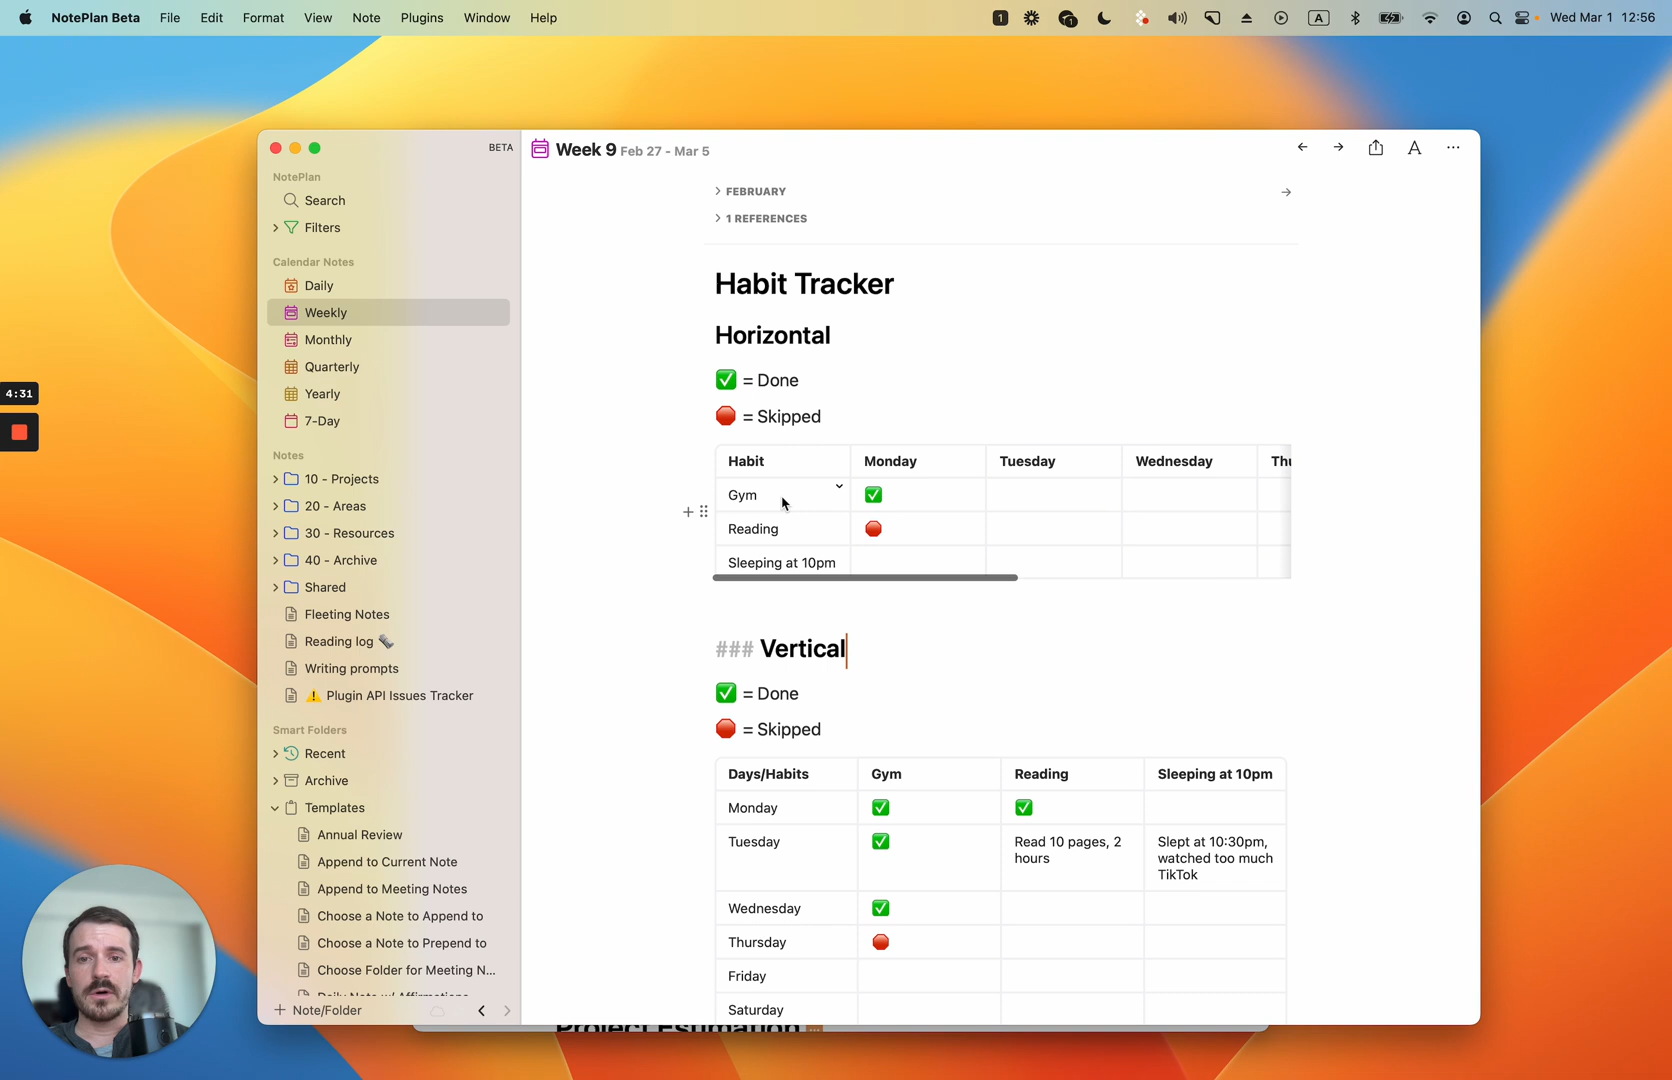 NotePlan Beta File Edit Format View Note Plugins Window Help 1 1 A Wed Mar 1 12:56
4:31
BETA
NotePlan
Search
Filters
Calendar Notes
Daily
Weekly
Monthly
Quarterly
Yearly
7-Day
Notes
10 - Projects
20 - Areas
30 - Resources
40 - Archive
Shared
Fleeting Notes
Reading log
Writing prompts
Plugin API Issues Tracker
Smart Folders
Recent
Archive
Templates
Annual Review
Append to Current Note
Append to Meeting Notes
Choose a Note to Append to
Choose a Note to Prepend to
Choose Folder for Meeting N...
Daily Note w/ Affirmations
Note/Folder
Week 9 Feb 27 - Mar 5
FEBRUARY
1 REFERENCES
Habit Tracker
Horizontal
✅ = Done
🛑 = Skipped
Habit Monday Tuesday Wednesday Thu
Gym ✅
Reading 🛑
Sleeping at 10pm
### Vertical
✅ = Done
🛑 = Skipped
Days/Habits Gym Reading Sleeping at 10pm
Monday ✅ ✅
Tuesday ✅ Read 10 pages, 2 Slept at 10:30pm,
hours watched too much
TikTok
Wednesday ✅
Thursday 🛑
Friday
Saturday
Project Estimation